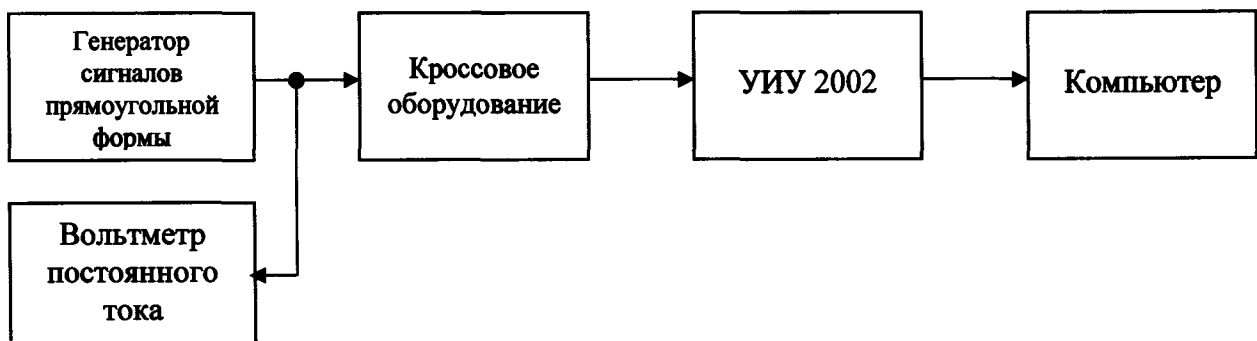 Генератор
сигналов
прямоугольной
формы
Кроссовое
оборудование
УИУ 2002
Компьютер
Вольтметр
постоянного
тока